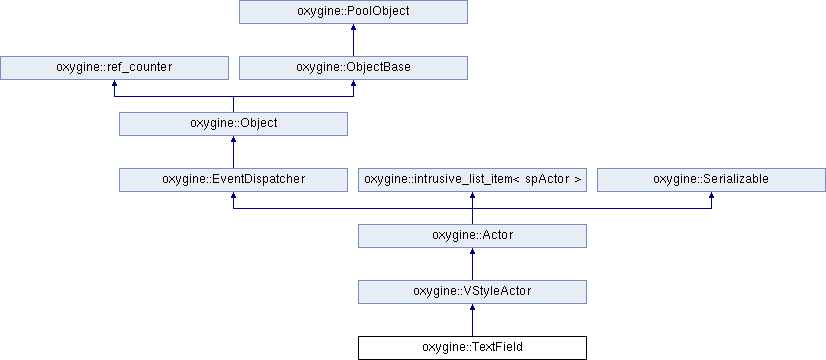 oxygine::PoolObject
oxygine::ref_counter
oxygine::ObjectBase
oxygine::Object
oxygine::EventDispatcher
oxygine::intrusive_list_item< spActor >
oxygine::Serializable
oxygine::Actor
oxygine::VStyleActor
oxygine::TextField